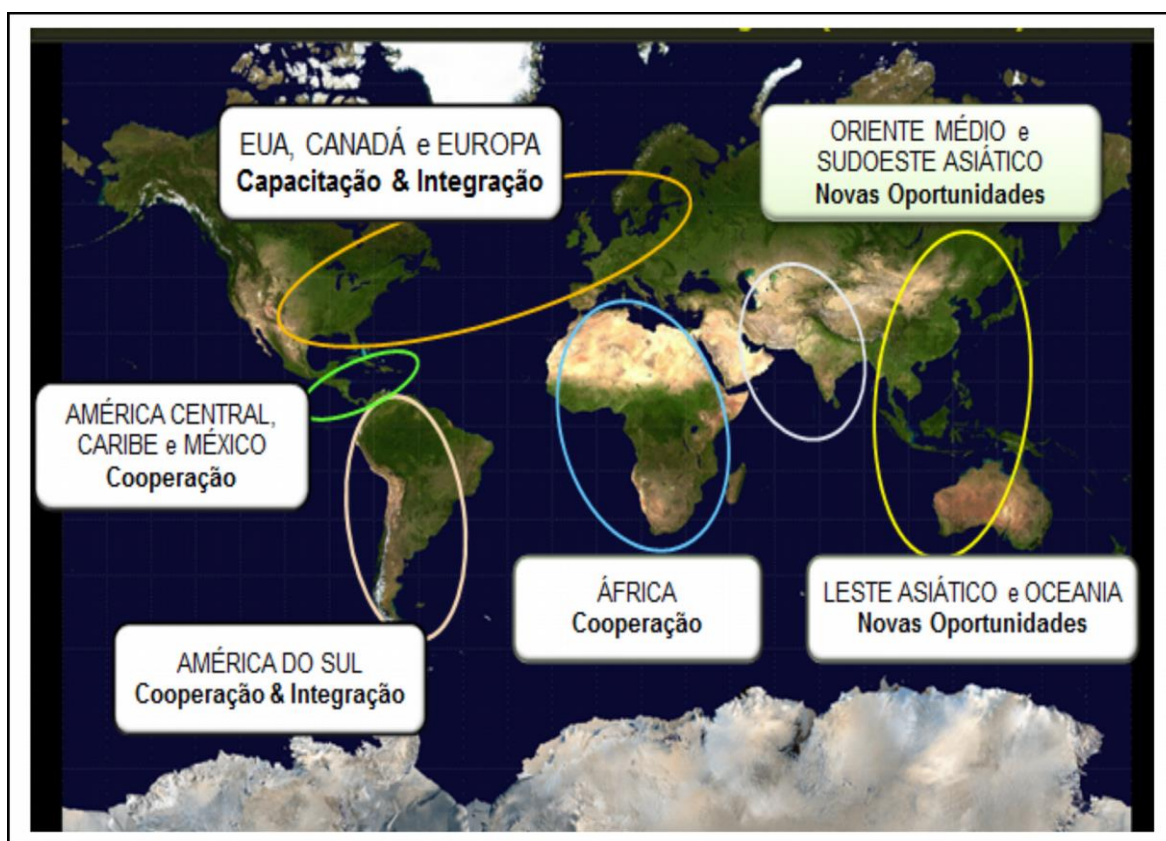 EUA, CANADÁ e EUROPA
Capacitação & Integração
ORIENTE MÉDIO e
SUDOESTE ASIÁTICO
Novas Oportunidades
AMÉRICA CENTRAL,
CARIBE e MÉXICO
Cooperação
ÁFRICA
Cooperação
LESTE ASIÁTICO e OCEANIA
Novas Oportunidades
AMÉRICA DO SUL
Cooperação & Integração